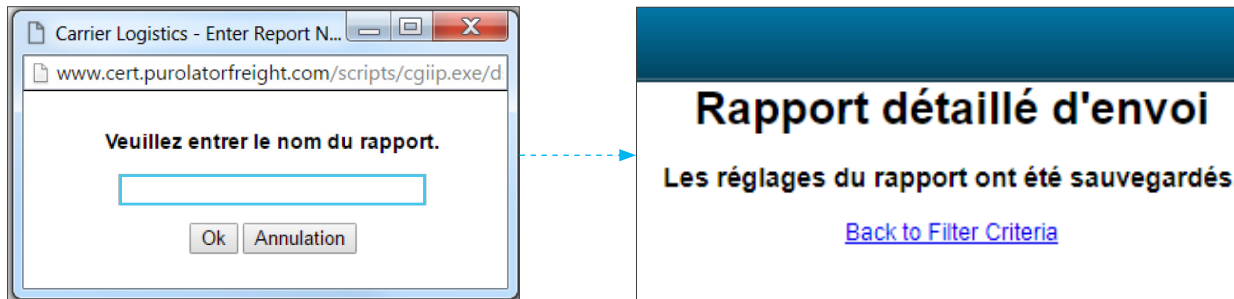 Carrier Logistics - Enter Report N...
www.cert.purolatorfreight.com/scripts/cgiip.exe/d
Veuillez entrer le nom du rapport.
Ok Annulation
Rapport détaillé d'envoi
Les réglages du rapport ont été sauvegardés
Back to Filter Criteria